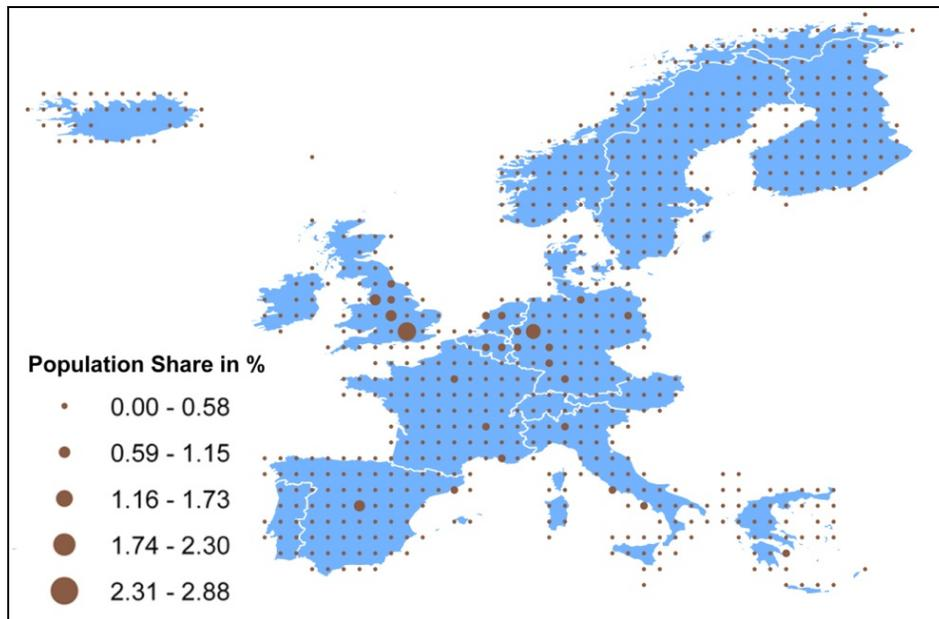 Population Share in %
0.00 - 0.58
0.59 - 1.15
1.16 - 1.73
1.74 - 2.30
2.31 - 2.88